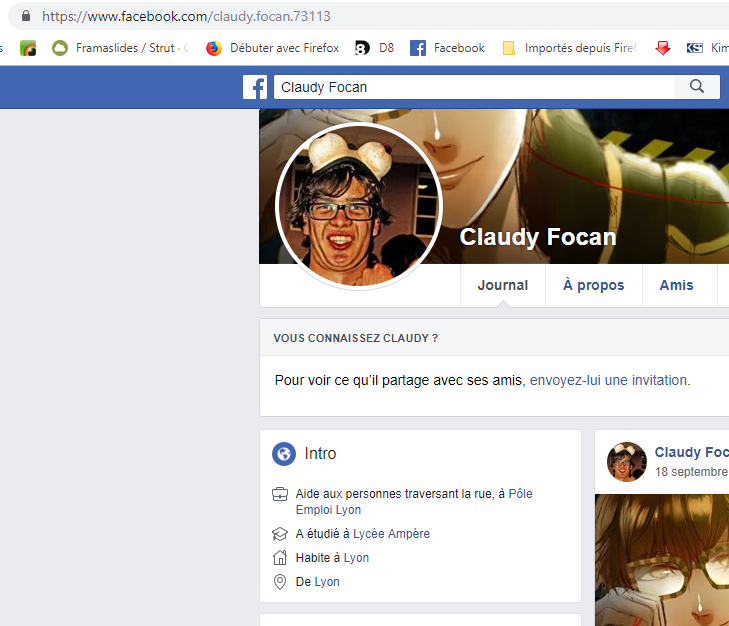 https://www.facebook.com/claudy.focan.73113
s Framaslides / Strut · Débuter avec Firefox D8 Facebook Importés depuis Firef Kim
Claudy Focan
Claudy Focan
Journal À propos Amis
VOUS CONNAISSEZ CLAUDY ?
Pour voir ce qu'il partage avec ses amis, envoyez-lui une invitation.
Intro
Aide aux personnes traversant la rue, à Pôle
Emploi Lyon
A étudié à Lycée Ampère
Habite à Lyon
De Lyon
Claudy Foc
18 septembre